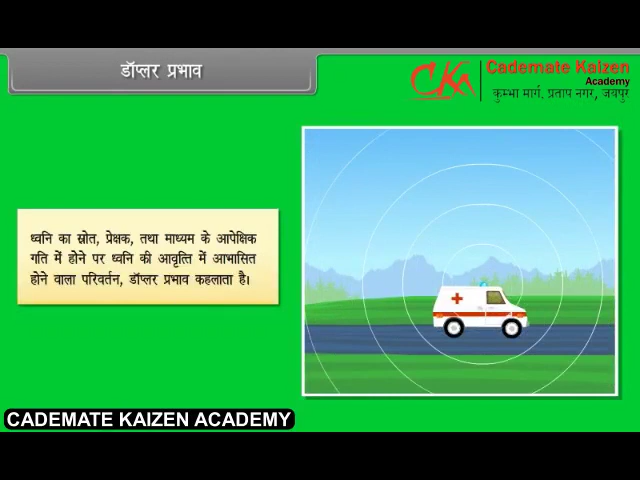 डॉप्लर प्रभाव
CKA
Cademate Kaizen
Academy
कुम्भा मार्ग. प्रताप नगर, जयपुर
ध्वनि का स्रोत, प्रेक्षक, तथा माध्यम के आपेक्षिक
गति में होने पर ध्वनि की आवृत्ति में आभासित
होने वाला परिवर्तन, डॉप्लर प्रभाव कहलाता है।
CADEMATE KAIZEN ACADEMY